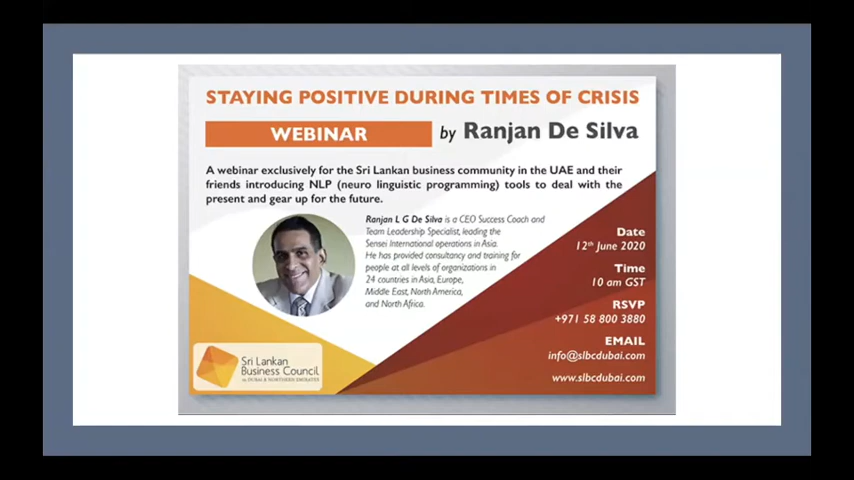 STAYING POSITIVE DURING TIMES OF CRISIS
WEBINAR by Ranjan De Silva
A webinar exclusively for the Sri Lankan business community in the UAE and their
friends introducing NLP (neuro linguistic programming) tools to deal with the
present and gear up for the future.
Ranjan L G De Silva is a CEO Success Coach and
Team Leadership Specialist, leading the
Sensei International operations in Asia.
He has provided consultancy and training for
people at all levels of organizations in
24 countries in Asia, Europe,
Middle East, North America,
and North Africa.
Date
12th June 2020
Time
10 am GST
RSVP
+971 58 800 3880
EMAIL
info@slbcdubai.com
www.slbcdubai.com
Sri Lankan
Business Council
IN DUBAI & NORTHERN EMIRATES